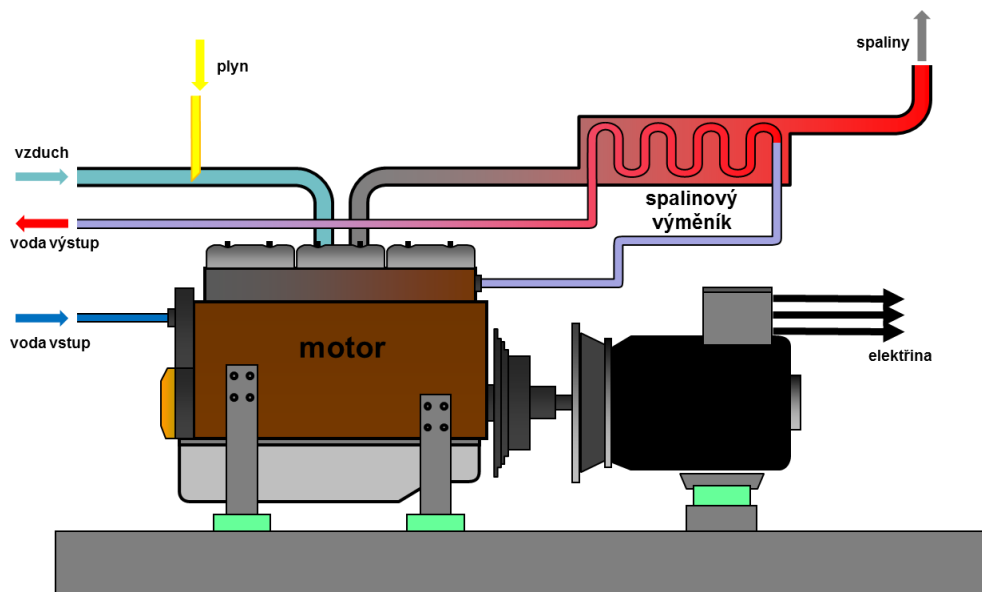 spaliny
plyn
vzduch
spalinový
výměník
voda výstup
voda vstup
motor
elektřina